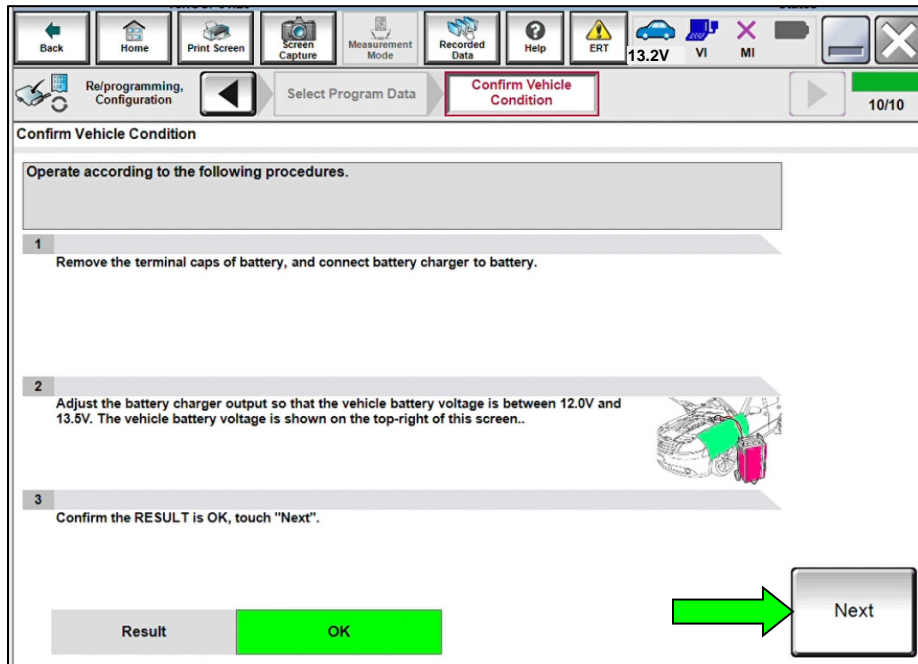 Back
Home
Print Screen
Screen
Capture
Measurement
Mode
Recorded
Data
Help
ERT
13.2V
VI
MI
Re/programming,
Configuration
Select Program Data
Confirm Vehicle
Condition
10/10
Confirm Vehicle Condition
Operate according to the following procedures.
1
Remove the terminal caps of battery, and connect battery charger to battery.
2
Adjust the battery charger output so that the vehicle battery voltage is between 12.0V and
13.5V. The vehicle battery voltage is shown on the top-right of this screen..
3
Confirm the RESULT is OK, touch "Next".
Next
Result
OK